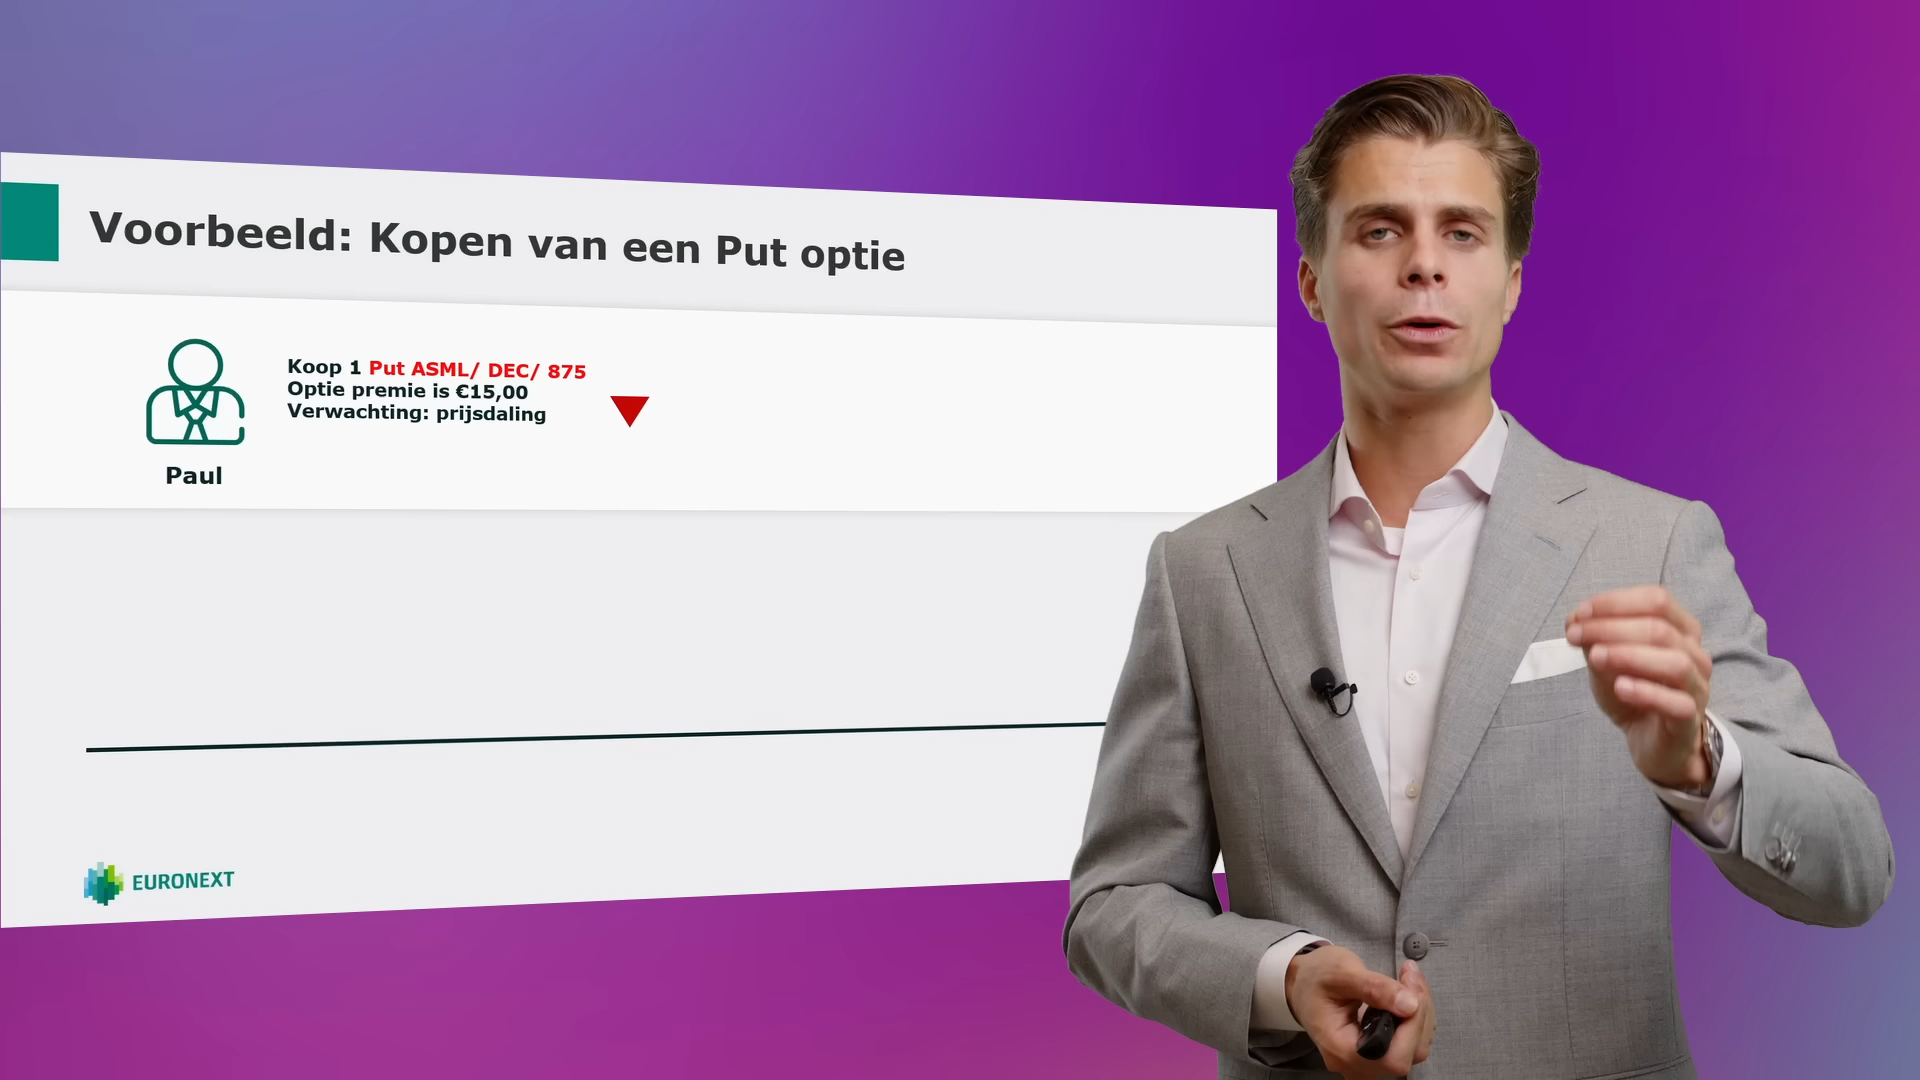 Voorbeeld: Kopen van een Put optie
Koop 1 Put ASML/ DEC/ 875
Optie premie is €15,00
Verwachting: prijsdaling
Paul
EURONEXT